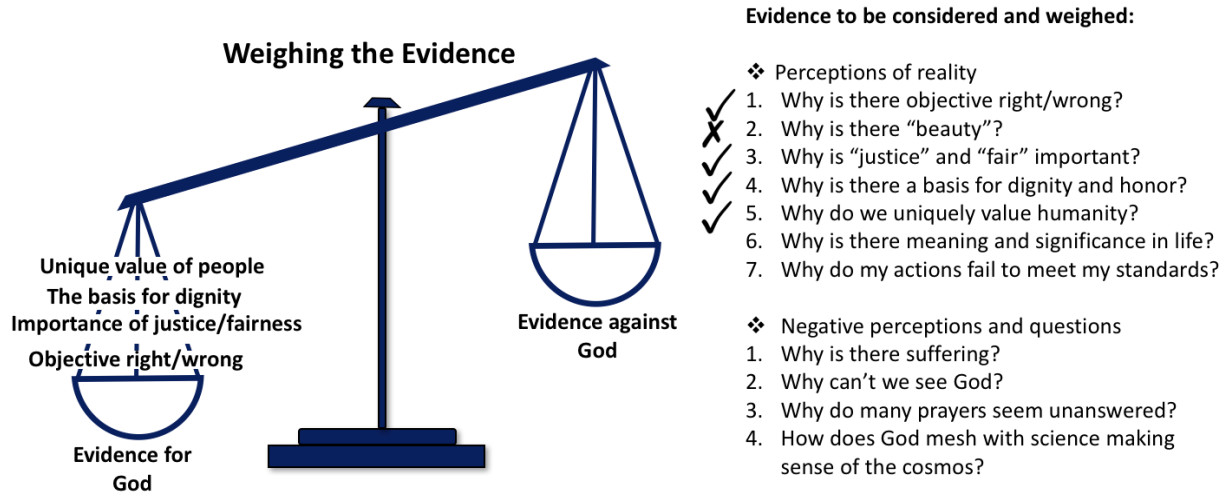 Weighing the Evidence
Unique value of people
The basis for dignity
Importance of justice/fairness
Objective right/wrong
Evidence for
God
Evidence against
God
Evidence to be considered and weighed:
❖ Perceptions of reality
✓ 1. Why is there objective right/wrong?
✗ 2. Why is there “beauty”?
✓ 3. Why is “justice” and “fair” important?
✓ 4. Why is there a basis for dignity and honor?
✓ 5. Why do we uniquely value humanity?
6. Why is there meaning and significance in life?
7. Why do my actions fail to meet my standards?
❖ Negative perceptions and questions
1. Why is there suffering?
2. Why can’t we see God?
3. Why do many prayers seem unanswered?
4. How does God mesh with science making
sense of the cosmos?